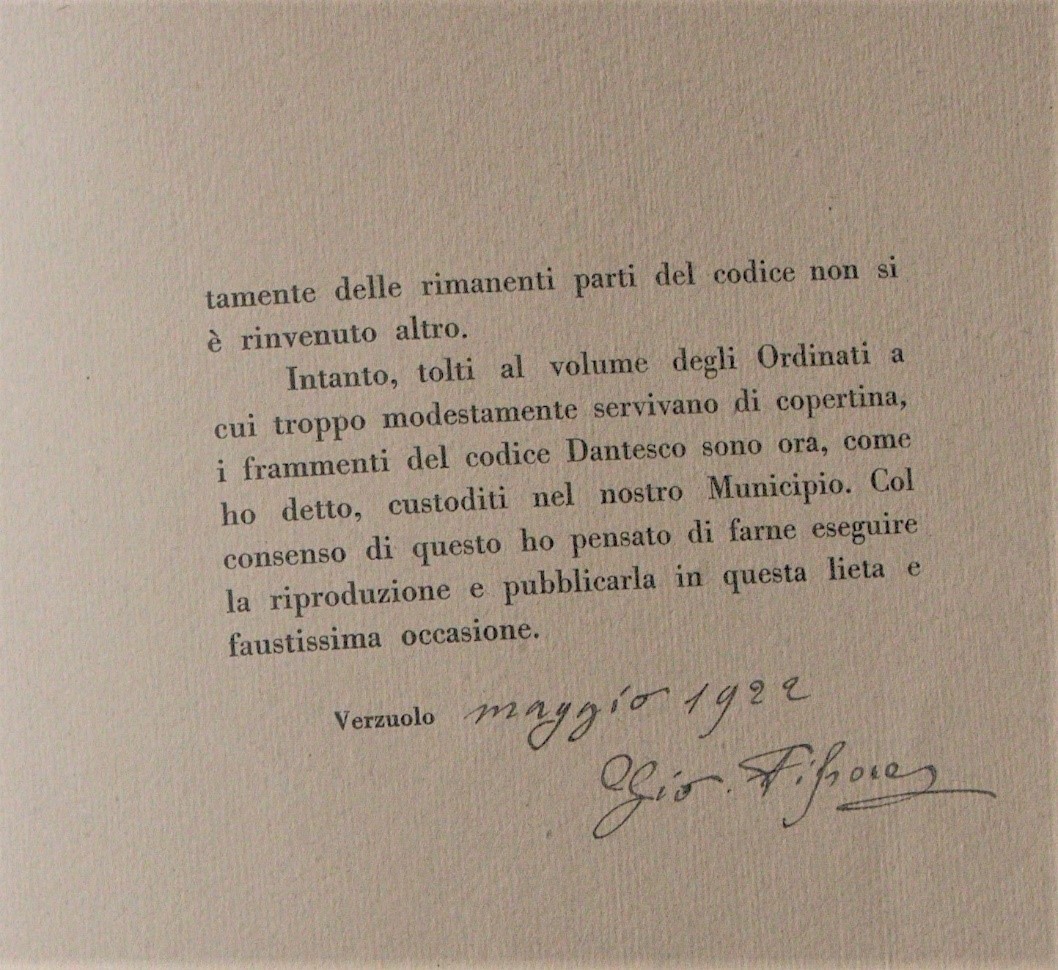 tamente delle rimanenti parti del codice non si
è rinvenuto altro.
Intanto, tolti al volume degli Ordinati a
cui troppo modestamente servivano di copertina,
i frammenti del codice Dantesco sono ora, come
ho detto, custoditi nel nostro Municipio. Col
consenso di questo ho pensato di farne eseguire
la riproduzione e pubblicarla in questa lieta e
faustissima occasione.
Verzuolo maggio 1922
Gio. Fissore